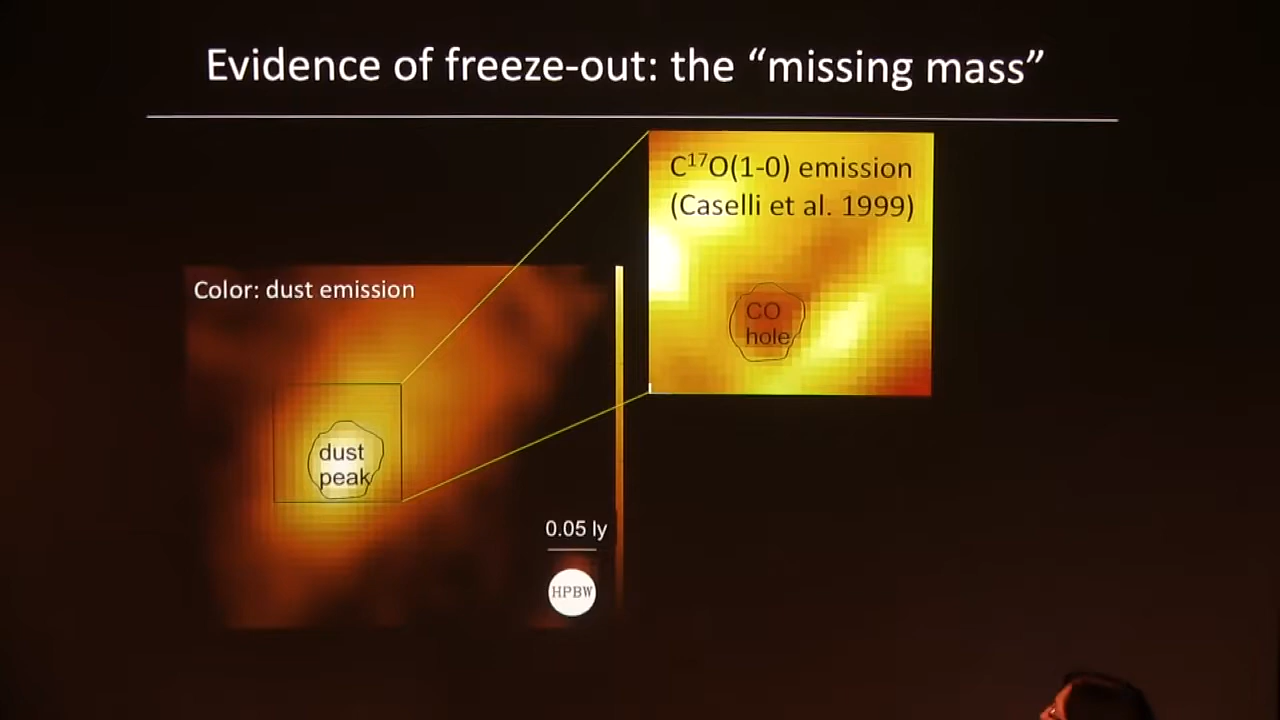 Evidence of freeze-out: the “missing mass”
C¹⁷O(1-0) emission
(Caselli et al. 1999)
CO
hole
Color: dust emission
dust
peak
0.05 ly
HPBW